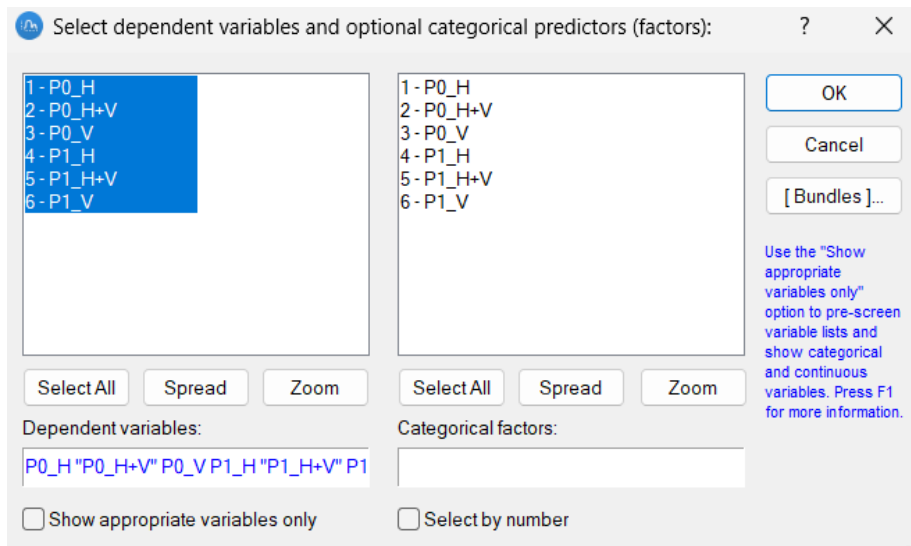 Select dependent variables and optional categorical predictors (factors):
?
1 - P0_H
2 - P0_H+V
3 - P0_V
4 - P1_H
5 - P1_H+V
6 - P1_V
1 - P0_H
2 - P0_H+V
3 - P0_V
4 - P1_H
5 - P1_H+V
6 - P1_V
OK
Cancel
[ Bundles ]...
Use the "Show
appropriate
variables only"
option to pre-screen
variable lists and
show categorical
and continuous
variables. Press F1
for more information.
Select All
Spread
Zoom
Select All
Spread
Zoom
Dependent variables:
Categorical factors:
P0_H "P0_H+V" P0_V P1_H "P1_H+V" P1
Show appropriate variables only
Select by number